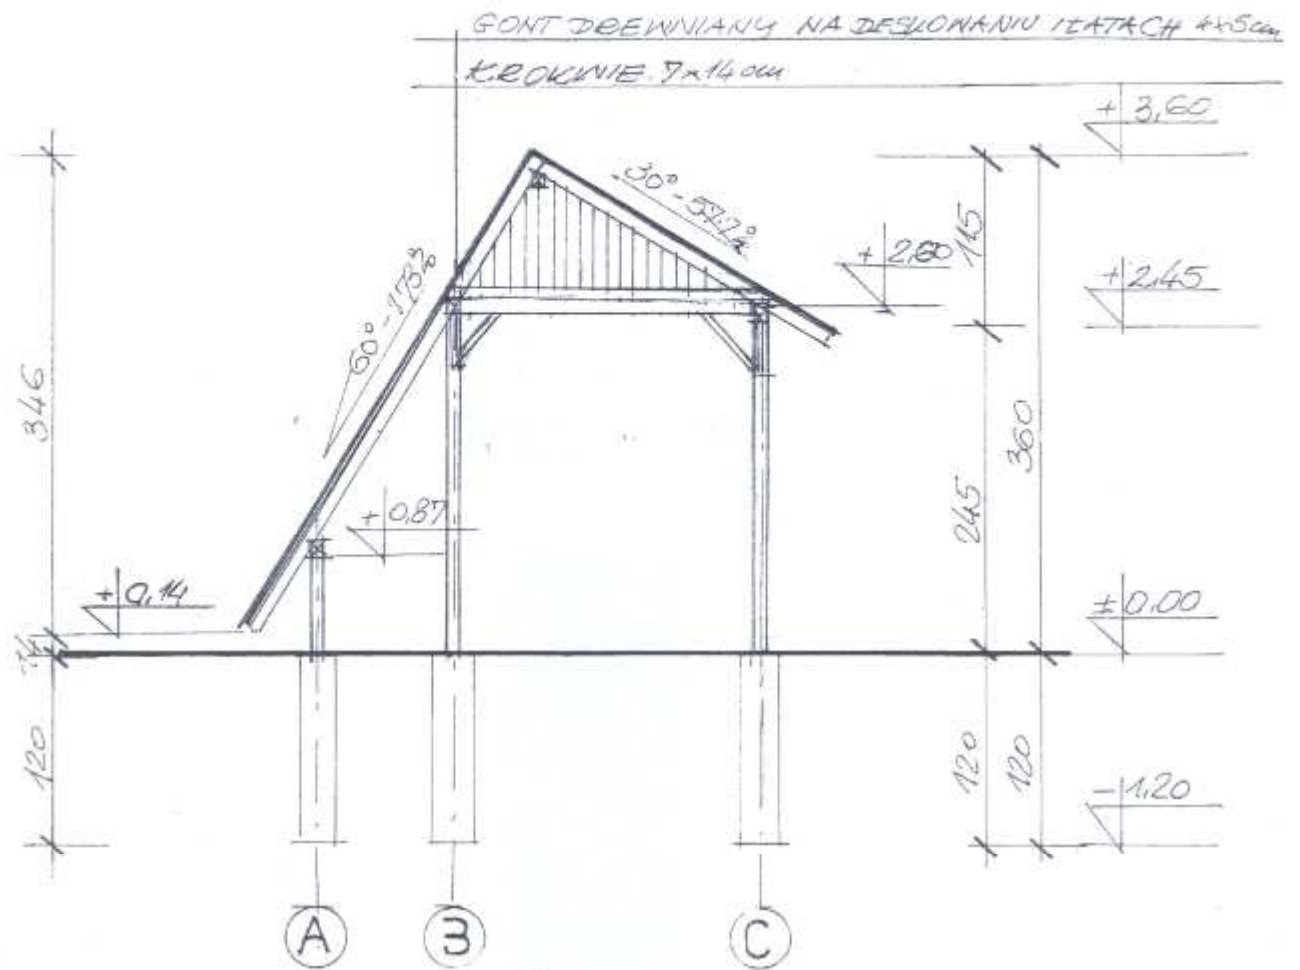 GONT DREWNIANY NA DESKOWANIU I ŁATACH 4x5cm
KROKWIE 7x14cm
+3,60
30° - 57,7%
+2,60
+2,45
60° - 173%
115
346
360
245
+0,87
+0,14
±0,00
14
120
120
120
-1,20
A
B
C